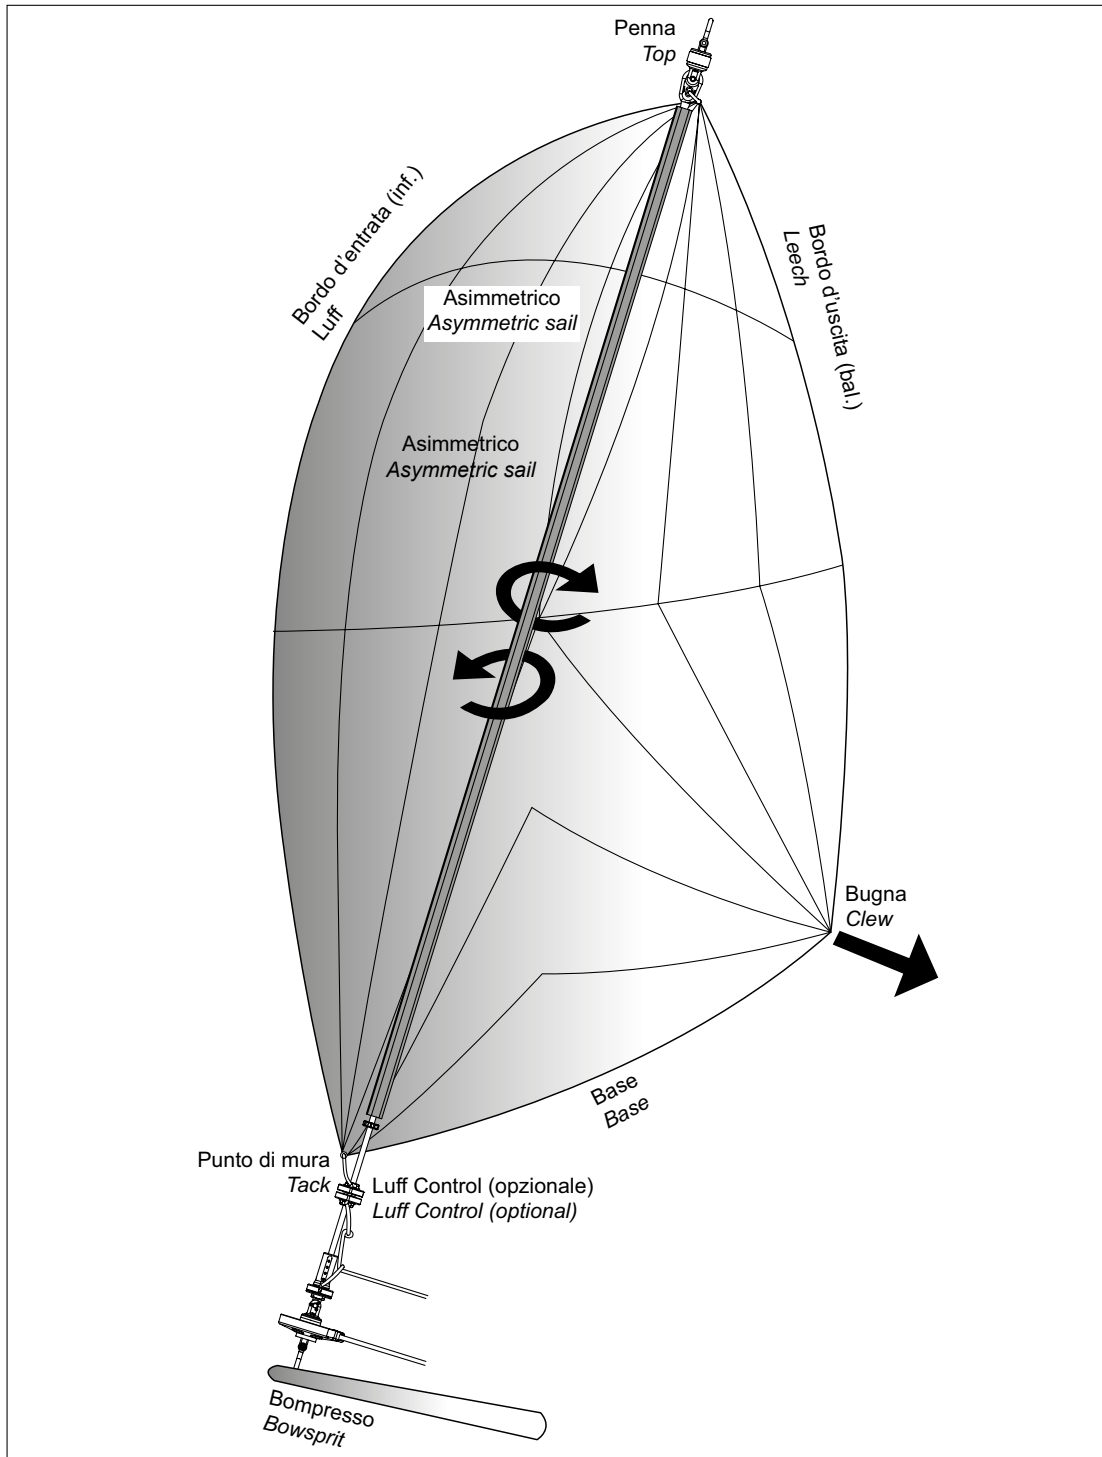 Penna
Top
Bordo d'entrata (inf.)
Luff
Bordo d'uscita (bal.)
Leech
Asimmetrico
Asymmetric sail
Asimmetrico
Asymmetric sail
Bugna
Clew
Base
Base
Punto di mura
Tack
Luff Control (opzionale)
Luff Control (optional)
Bompresso
Bowsprit